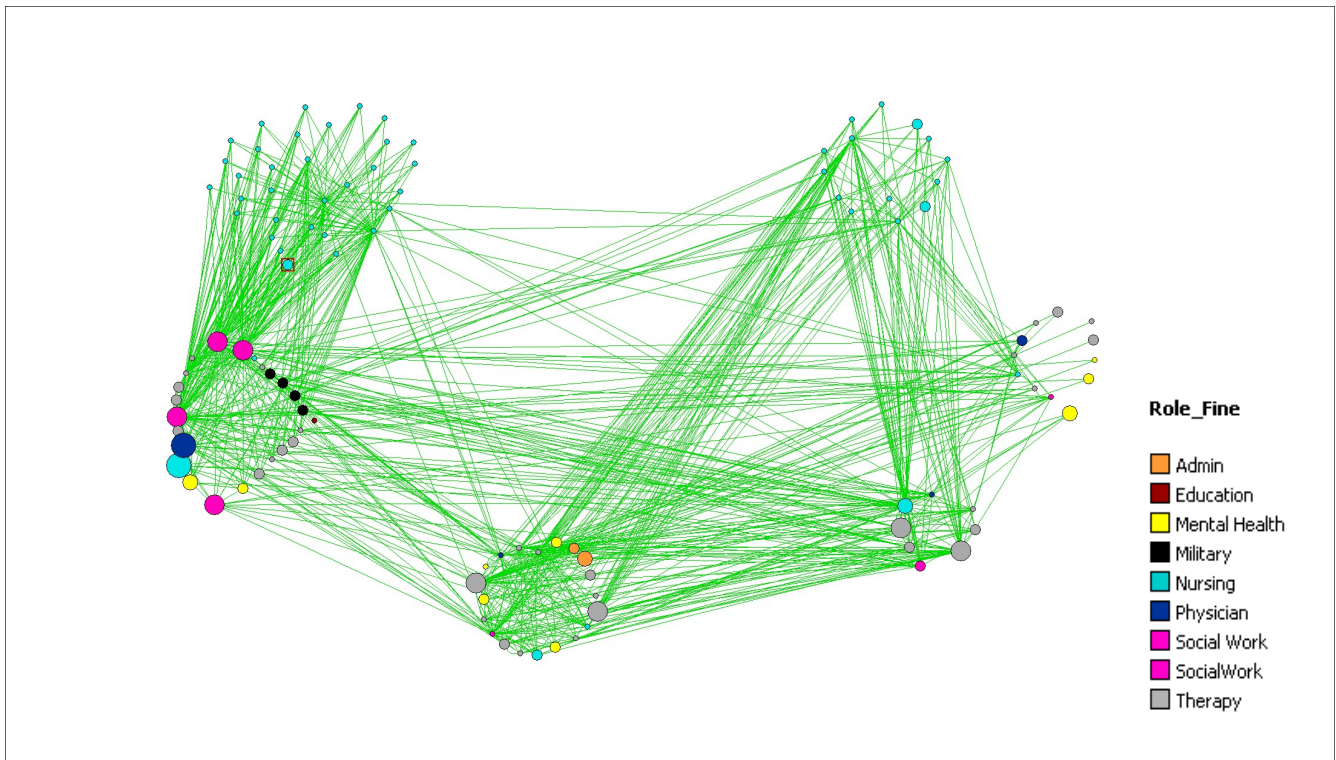 Role_Fine
Admin
Education
Mental Health
Military
Nursing
Physician
Social Work
SocialWork
Therapy